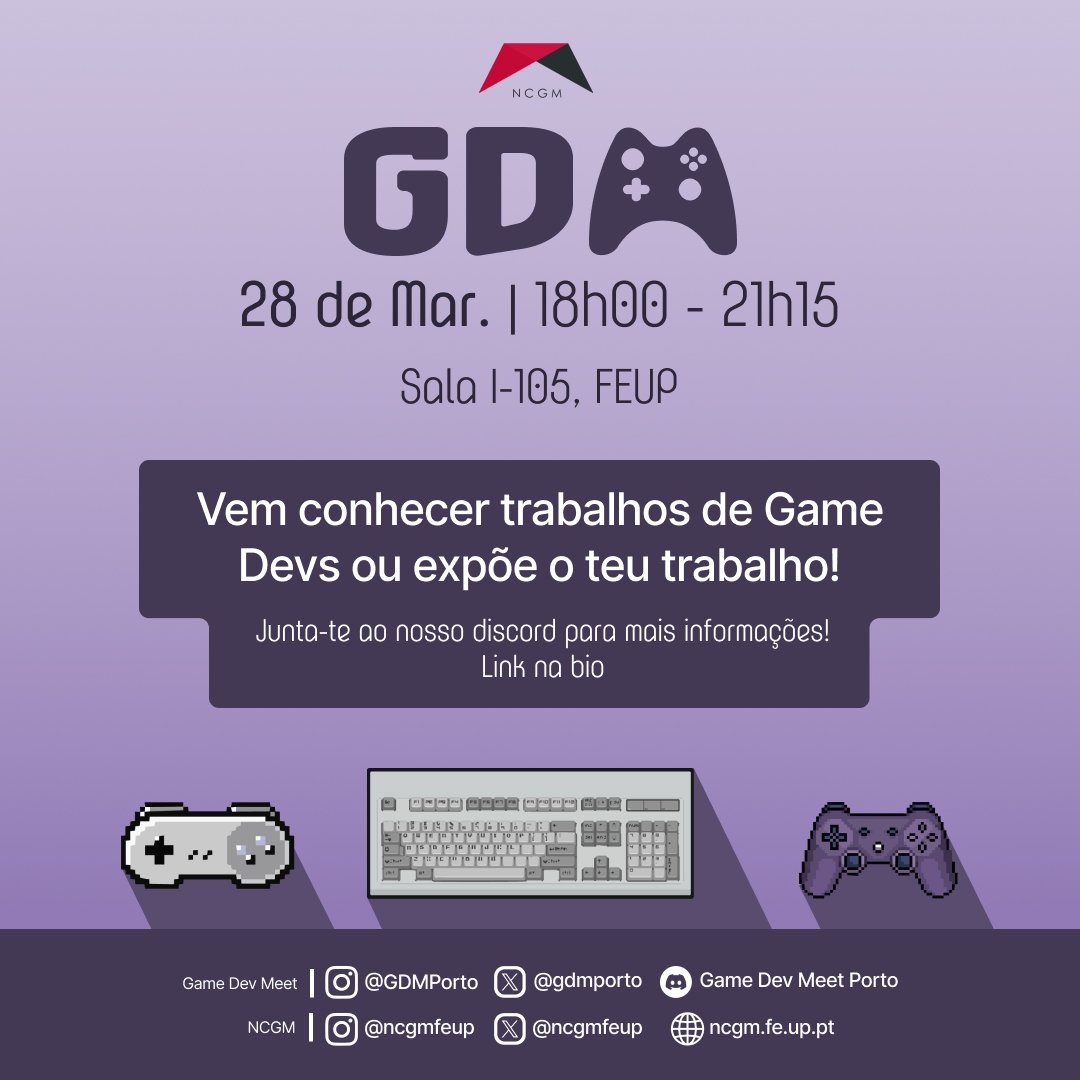 NCGM
GD
28 de Mar. | 18h00 - 21h15
Sala I-105, FEUP
Vem conhecer trabalhos de Game
Devs ou expõe o teu trabalho!
Junta-te ao nosso discord para mais informações!
Link na bio
Game Dev Meet | @GDMPorto @gdmporto Game Dev Meet Porto
NCGM | @ncgmfeup @ncgmfeup ncgm.fe.up.pt